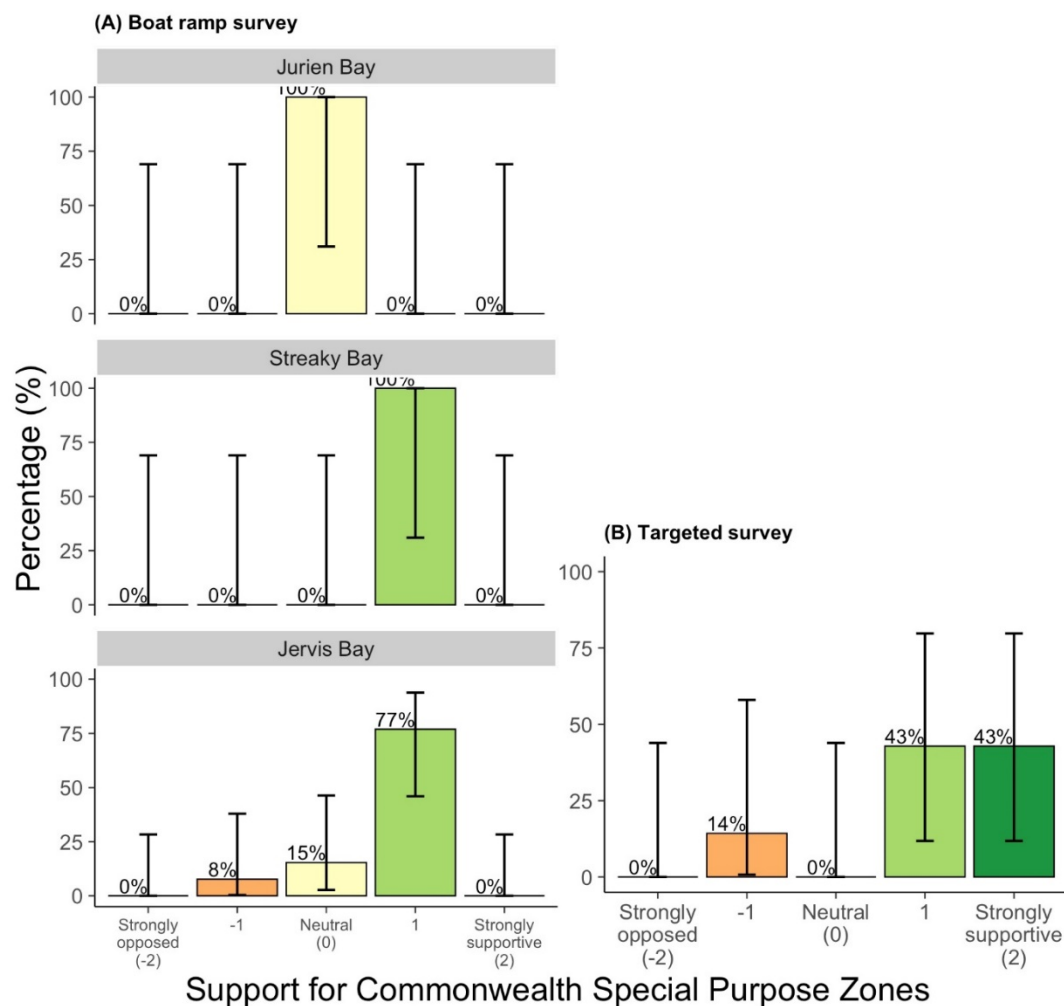 (A) Boat ramp survey
Jurien Bay
100
75
50
25
0
0%
0%
100%
0%
0%
Streaky Bay
100
75
50
25
0
0%
0%
0%
100%
0%
Jervis Bay
100
75
50
25
0
0%
8%
15%
77%
0%
Strongly
opposed
(-2)
-1
Neutral
(0)
1
Strongly
supportive
(2)
Percentage (%)
(B) Targeted survey
100
75
50
25
0
0%
14%
0%
43%
43%
Strongly
opposed
(-2)
-1
Neutral
(0)
1
Strongly
supportive
(2)
Support for Commonwealth Special Purpose Zones